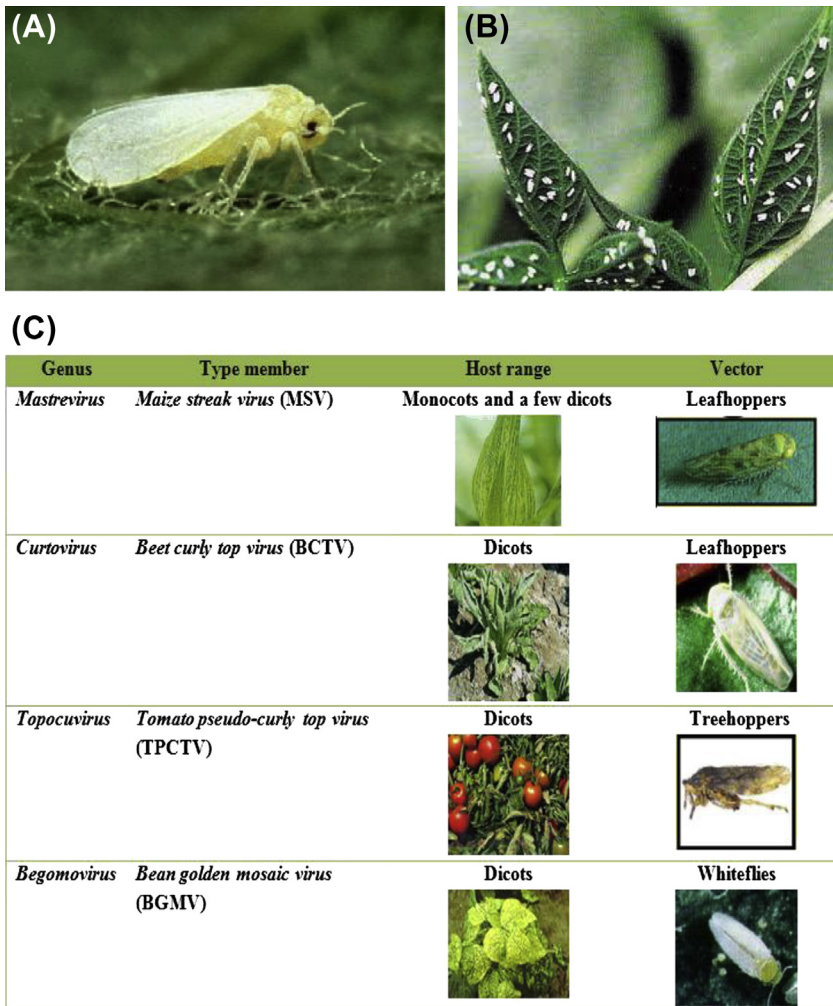 (A)
(B)
(C)
Genus Type member Host range Vector
Mastrevirus Maize streak virus (MSV) Monocots and a few dicots Leafhoppers
Curtovirus Beet curly top virus (BCTV) Dicots Leafhoppers
Topocuvirus Tomato pseudo-curly top virus Dicots Treehoppers
(TPCTV)
Begomovirus Bean golden mosaic virus Dicots Whiteflies
(BGMV)